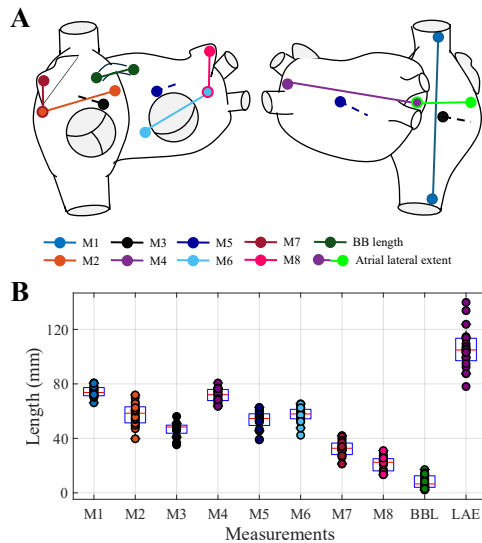 A
M1 M3 M5 M7 BB length
M2 M4 M6 M8 Atrial lateral extent
B
Length (mm)
120
80
40
0
M1 M2 M3 M4 M5 M6 M7 M8 BBL LAE
Measurements